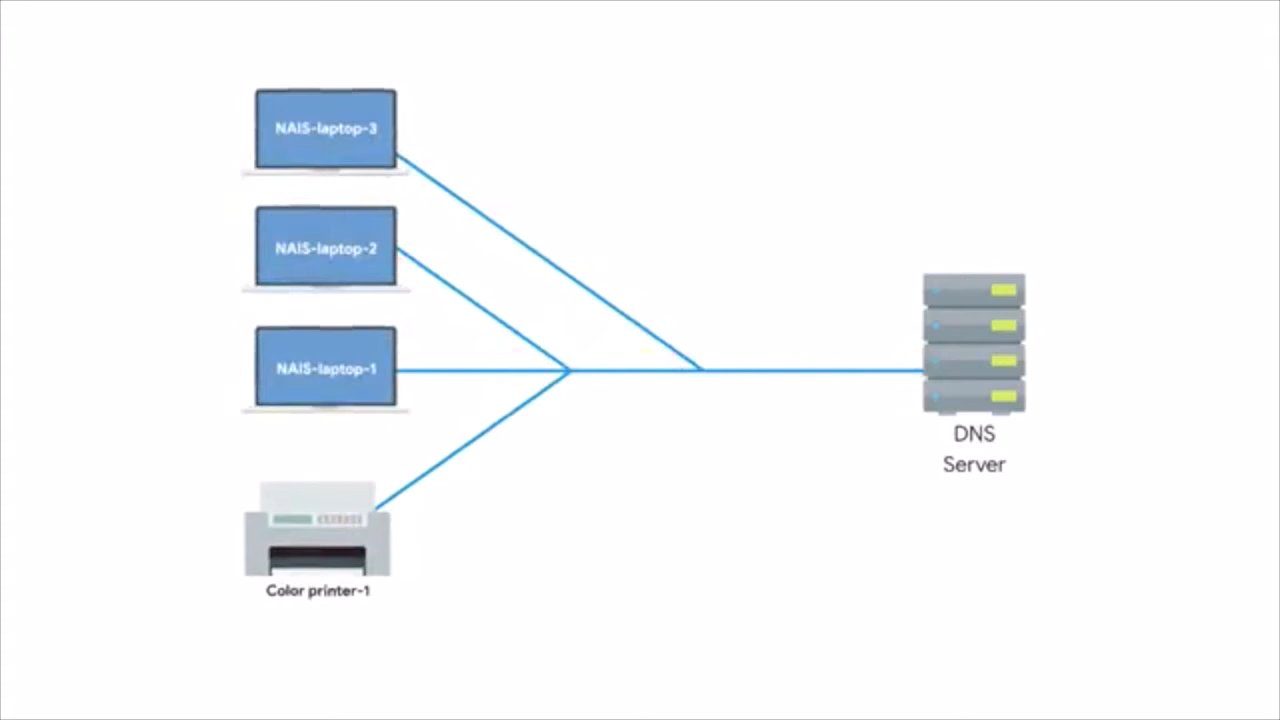 NAIS-laptop-3
NAIS-laptop-2
NAIS-laptop-1
DNS
Server
Color printer-1